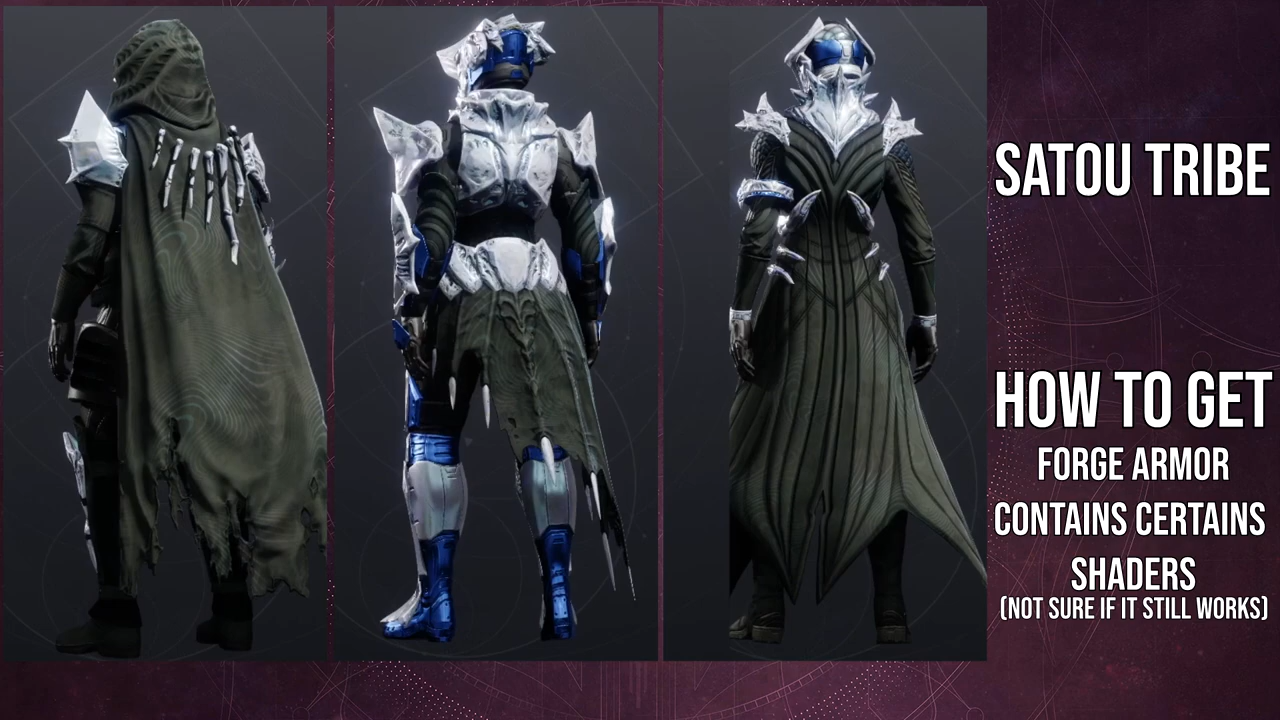 SATOU TRIBE
HOW TO GET
FORGE ARMOR
CONTAINS CERTAINS
SHADERS
(NOT SURE IF IT STILL WORKS)